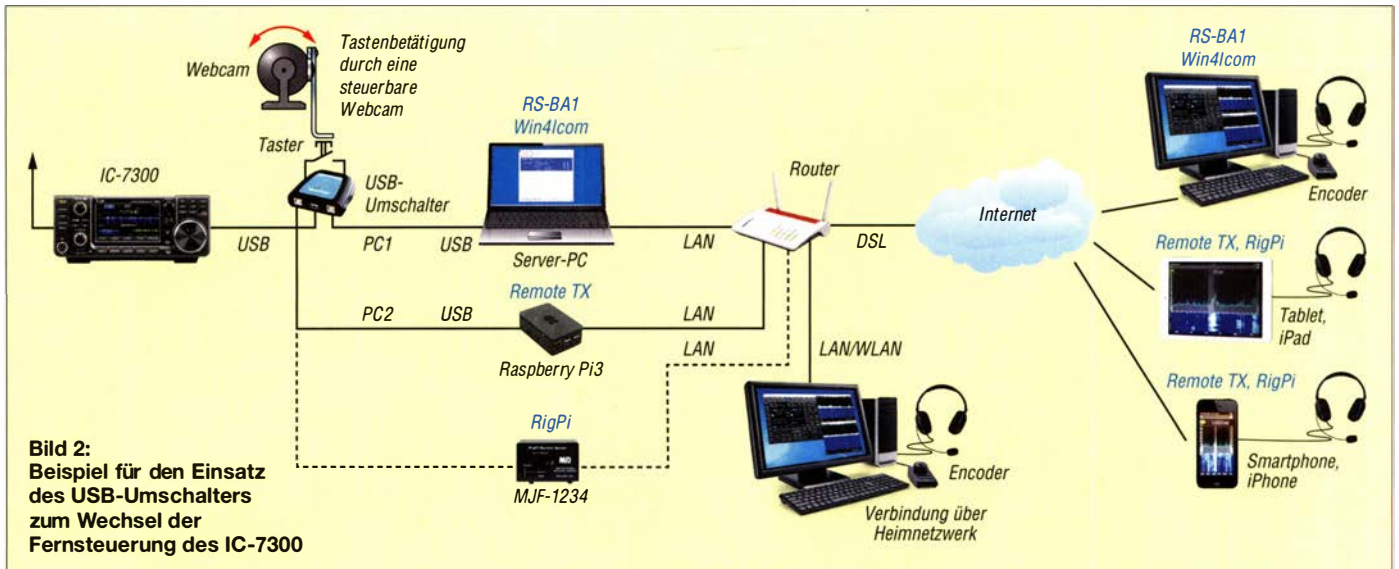 Webcam
Tastenbetätigung
durch eine
steuerbare
Webcam
Taster
IC-7300
USB
USB-
Umschalter
PC1
USB
RS-BA1
Win4Icom
Server-PC
LAN
Router
DSL
Internet
PC2
USB
Remote TX
Raspberry Pi3
LAN
LAN
RigPi
MJF-1234
LAN/WLAN
Encoder
Verbindung über
Heimnetzwerk
RS-BA1
Win4Icom
Encoder
Remote TX, RigPi
Tablet,
iPad
Remote TX, RigPi
Smartphone,
iPhone
Bild 2:
Beispiel für den Einsatz
des USB-Umschalters
zum Wechsel der
Fernsteuerung des IC-7300